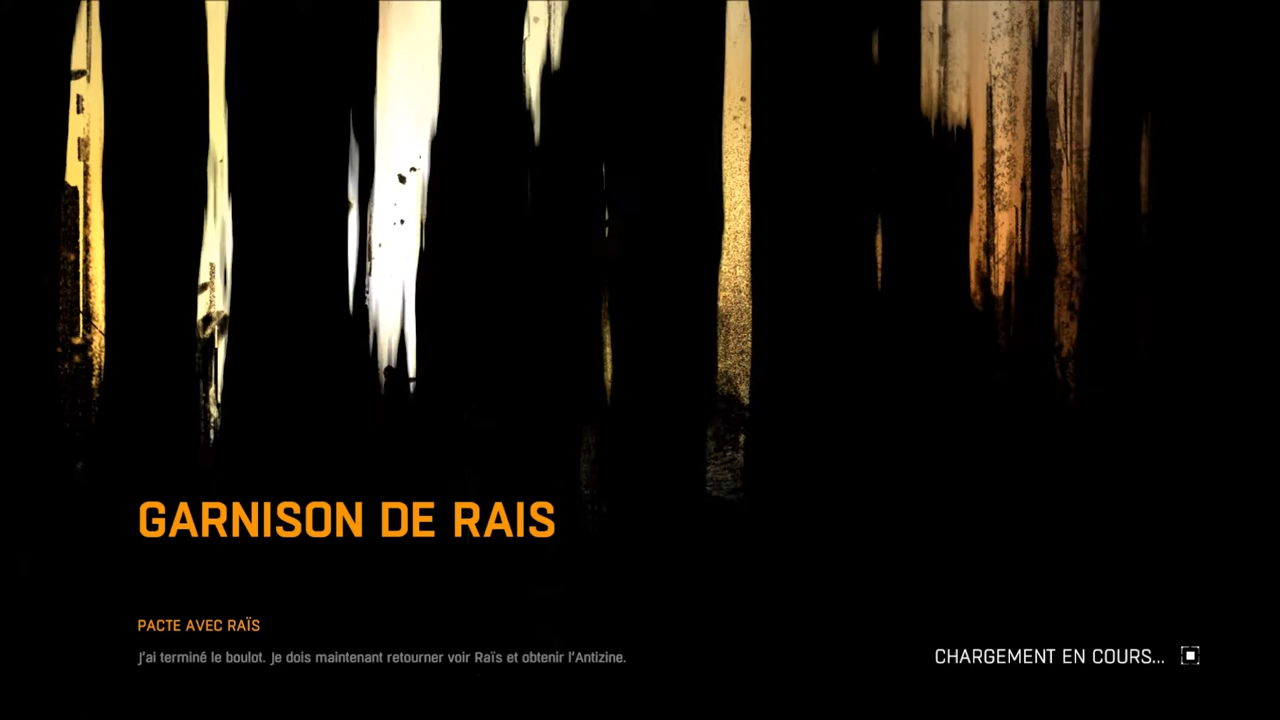 GARNISON DE RAIS
PACTE AVEC RAÏS
J'ai terminé le boulot. Je dois maintenant retourner voir Raïs et obtenir l'Antizine.
CHARGEMENT EN COURS...